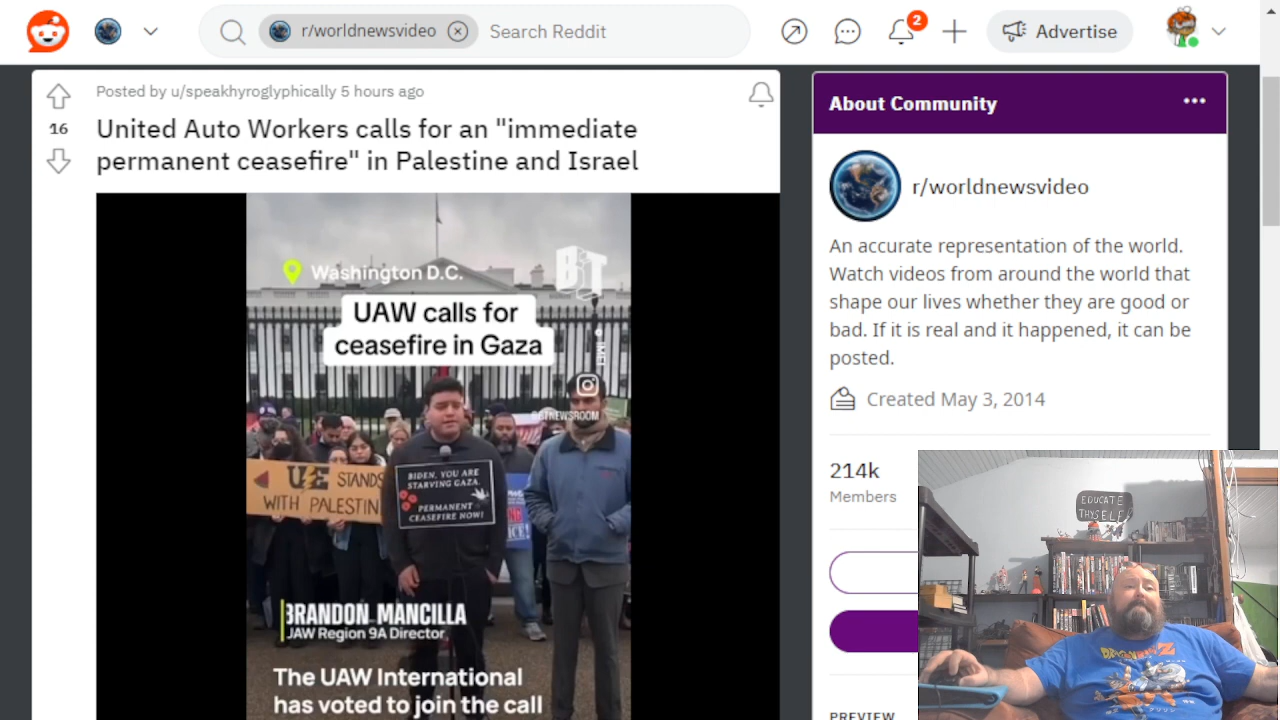 r/worldnewsvideo
Search Reddit
2
Advertise
Posted by u/speakhyroglyphically 5 hours ago
16
United Auto Workers calls for an "immediate
permanent ceasefire" in Palestine and Israel
Washington D.C.
BT
UAW calls for
ceasefire in Gaza
@BTNEWSROOM
STANDS
WITH PALESTIN
BIDEN, YOU ARE
STARVING GAZA.
PERMANENT
CEASEFIRE NOW!
BRANDON MANCILLA
UAW Region 9A Director
The UAW International
has voted to join the call
About Community
r/worldnewsvideo
An accurate representation of the world.
Watch videos from around the world that
shape our lives whether they are good or
bad. If it is real and it happened, it can be
posted.
Created May 3, 2014
214k
Members
PREVIEW
EDUCATE
THYSELF
DRAGONBALL Z